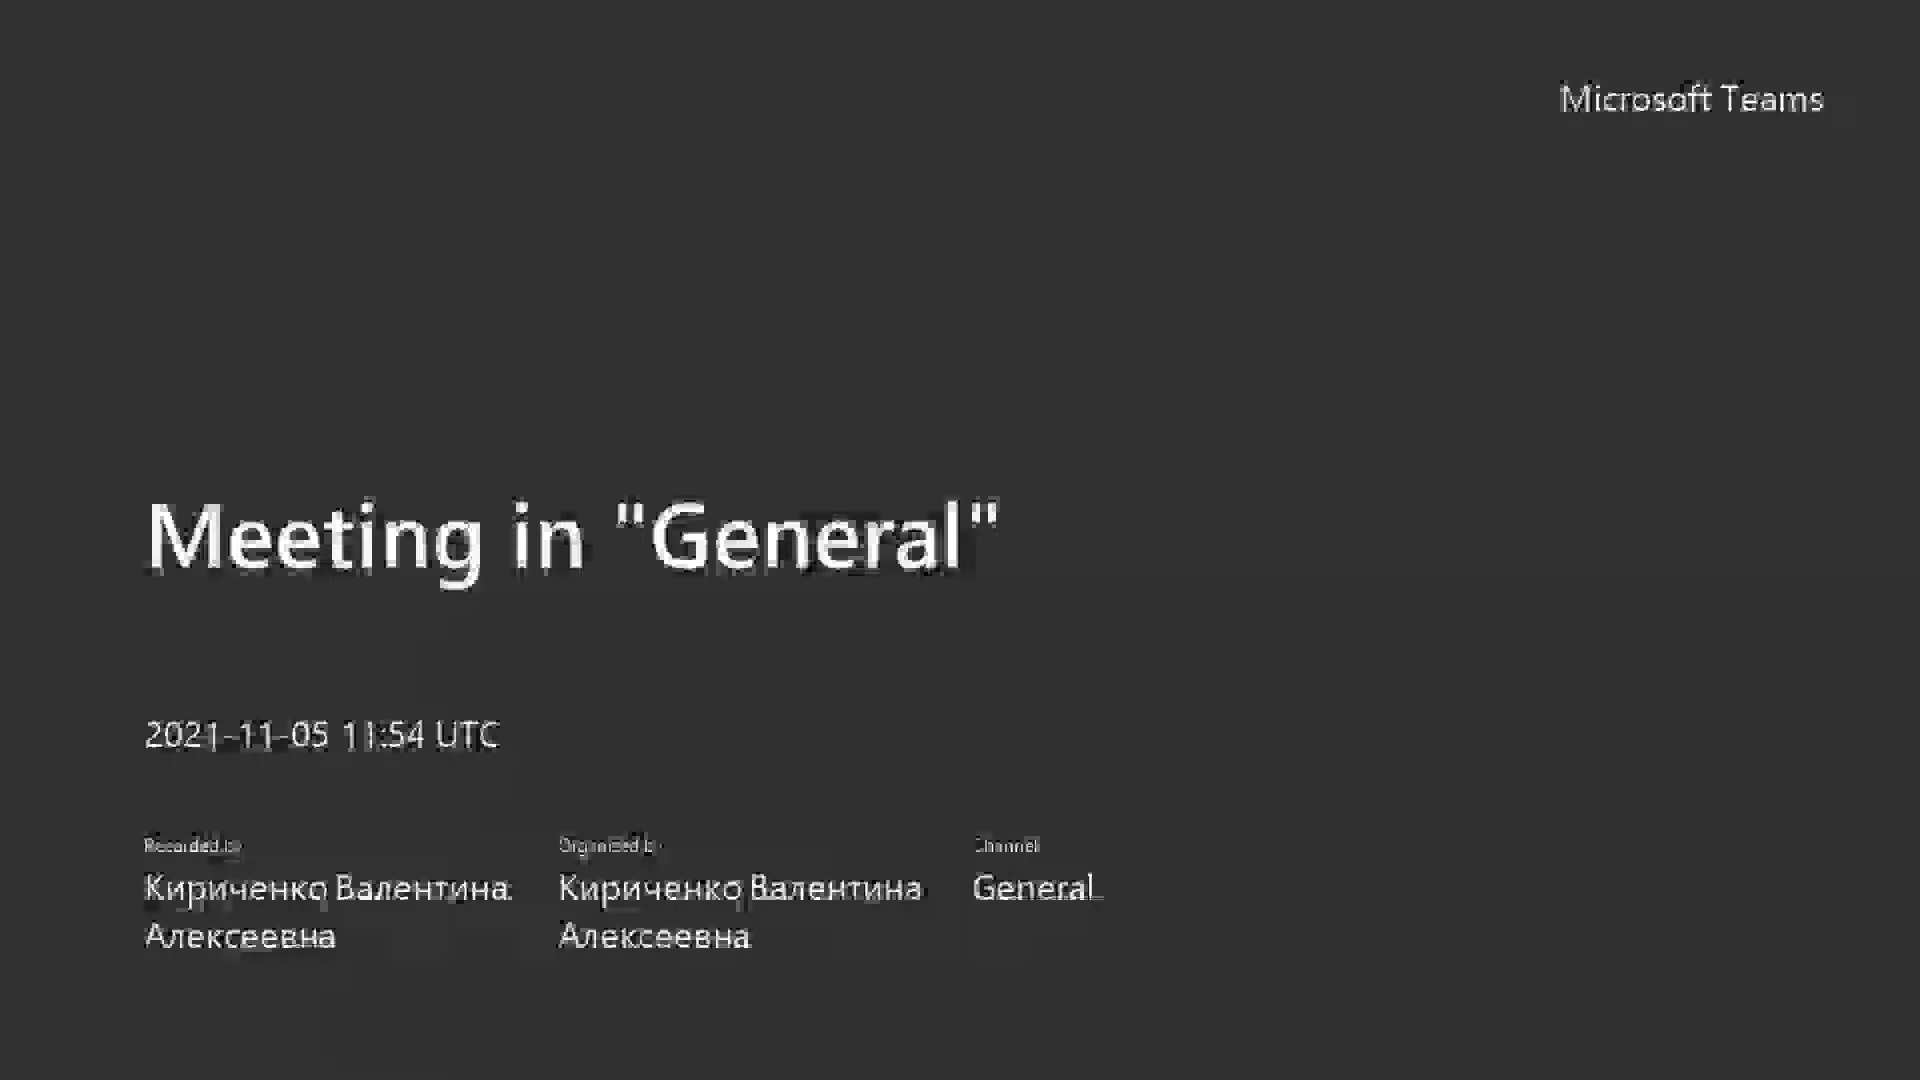 Microsoft Teams
Meeting in "General"
2021-11-05 11:54 UTC
Recorded by
Organized by
Channel
Кириченко Валентина
Кириченко Валентина
General
Алексеевна
Алексеевна